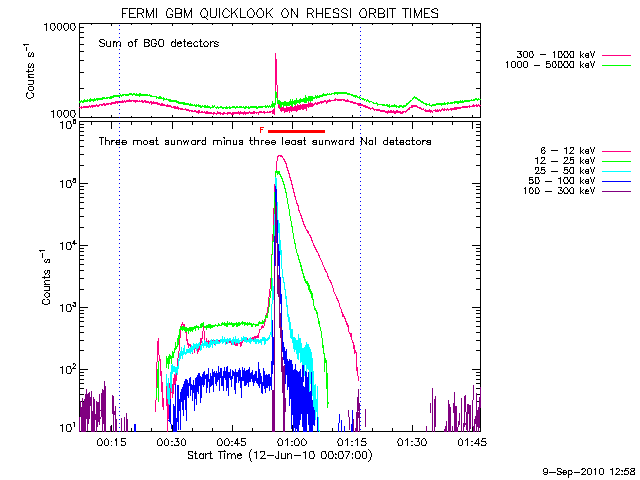 FERMI GBM QUICKLOOK ON RHESSI ORBIT TIMES
10000
Sum of BGO detectors
Counts s⁻¹
1000
300 - 1000 keV
1000 - 50000 keV
F
Three most sunward minus three least sunward NaI detectors
10⁶
10⁵
10⁴
10³
10²
10¹
Counts s⁻¹
6 - 12 keV
12 - 25 keV
25 - 50 keV
50 - 100 keV
100 - 300 keV
00:15 00:30 00:45 01:00 01:15 01:30 01:45
Start Time (12-Jun-10 00:07:00)
9-Sep-2010 12:58